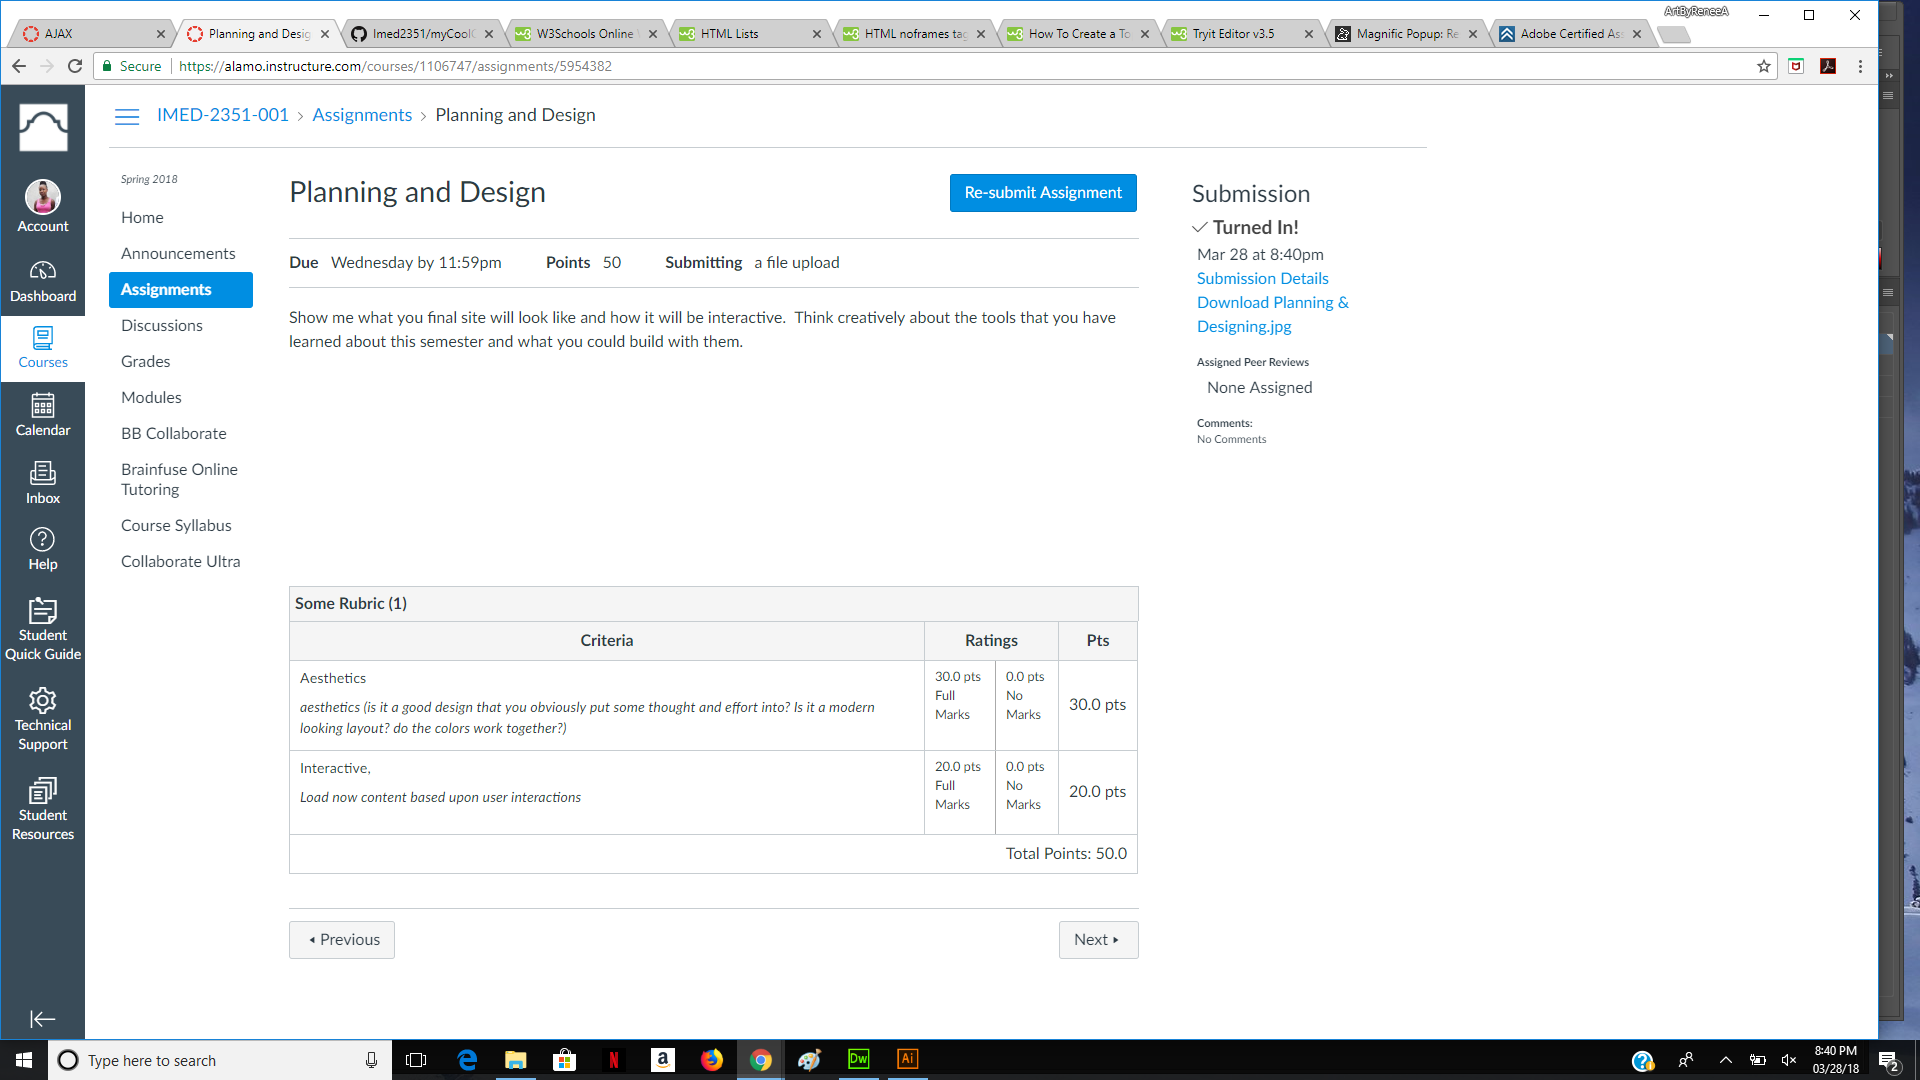 ArtByReneeA
AJAX
Planning and Desig
Imed2351/myCool
W3Schools Online
HTML Lists
HTML noframes tag
How To Create a To
Tryit Editor v3.5
Magnific Popup: Re
Adobe Certified As
Secure
https://alamo.instructure.com/courses/1106747/assignments/5954382
IMED-2351-001 › Assignments › Planning and Design
Account
Dashboard
Courses
Calendar
Inbox
Help
Student
Quick Guide
Technical
Support
Student
Resources
Spring 2018
Home
Announcements
Assignments
Discussions
Grades
Modules
BB Collaborate
Brainfuse Online
Tutoring
Course Syllabus
Collaborate Ultra
Planning and Design
Re-submit Assignment
Due Wednesday by 11:59pm Points 50 Submitting a file upload
Show me what you final site will look like and how it will be interactive. Think creatively about the tools that you have
learned about this semester and what you could build with them.
Some Rubric (1)
Criteria Ratings Pts
Aesthetics
aesthetics (is it a good design that you obviously put some thought and effort into? Is it a modern
looking layout? do the colors work together?)
30.0 pts
Full
Marks
0.0 pts
No
Marks
30.0 pts
Interactive,
Load now content based upon user interactions
20.0 pts
Full
Marks
0.0 pts
No
Marks
20.0 pts
Total Points: 50.0
Previous
Next
Submission
Turned In!
Mar 28 at 8:40pm
Submission Details
Download Planning &
Designing.jpg
Assigned Peer Reviews
None Assigned
Comments:
No Comments
Type here to search
Dw
Ai
8:40 PM
03/28/18
2